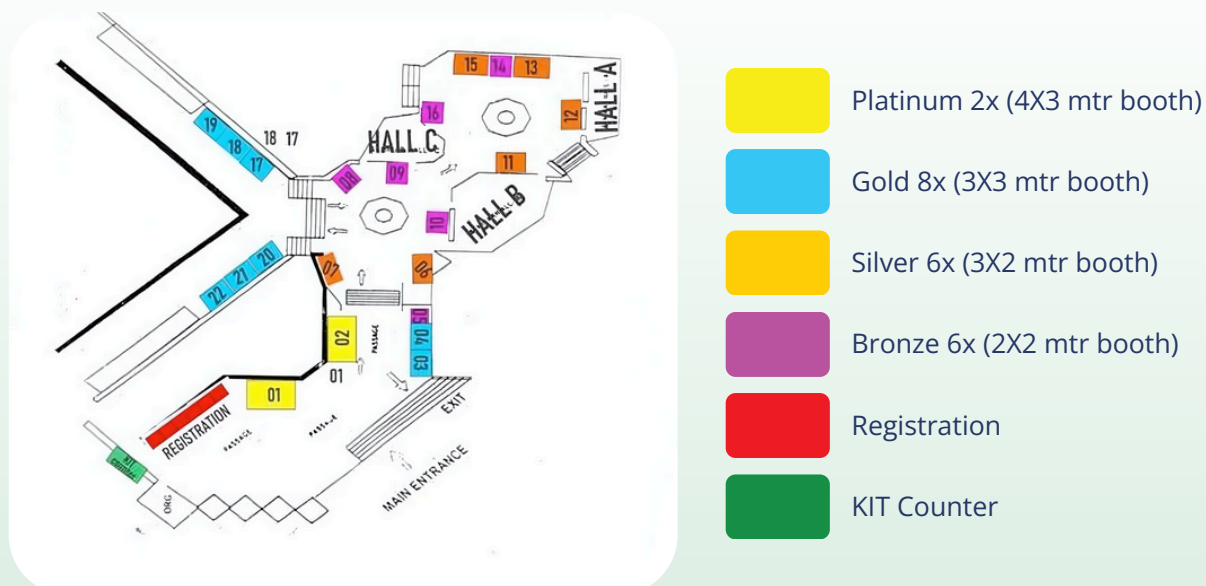 15 14 13
HALL A
12
16
19
18
17
18 17
HALL C
11
09
08
10
HALL B
20
21
22
07
06
05
04
03
02
PASSAGE
01
01
REGISTRATION
PASSAGE
PASSAGE
EXIT
MAIN ENTRANCE
KIT
counter
ORG
Platinum 2x (4X3 mtr booth)
Gold 8x (3X3 mtr booth)
Silver 6x (3X2 mtr booth)
Bronze 6x (2X2 mtr booth)
Registration
KIT Counter